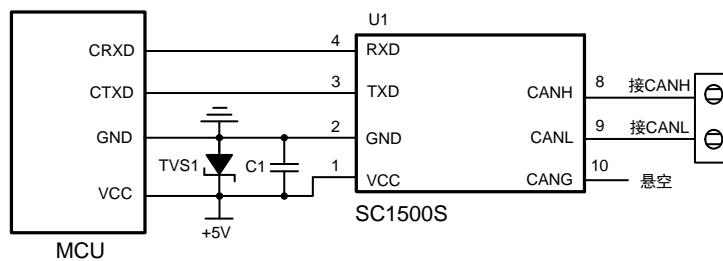 U1
CRXD
4
RXD
CTXD
3
TXD
CANH
8
接CANH
GND
2
GND
CANL
9
接CANL
TVS1
C1
1
VCC
VCC
CANG
10
悬空
+5V
SC1500S
MCU